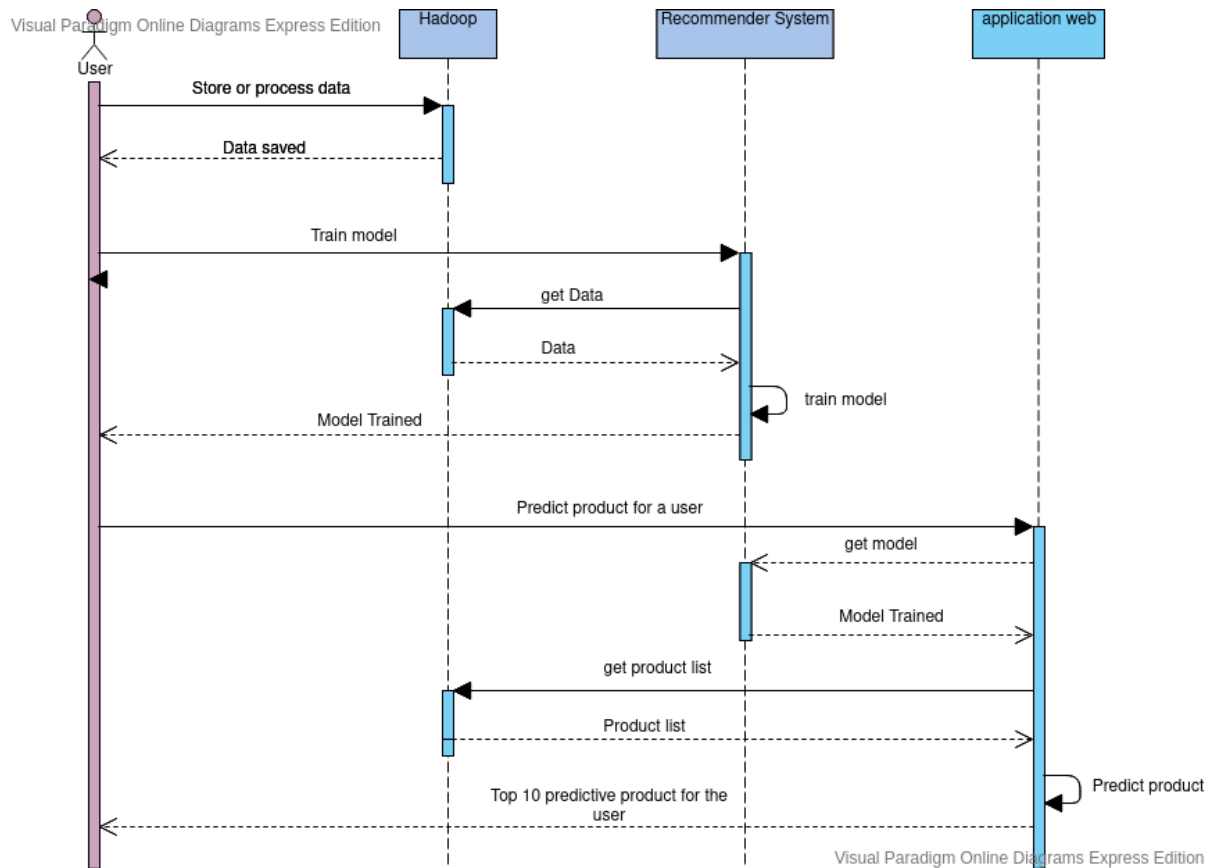 Hadoop
Recommender System
application web
Visual Paradigm Online Diagrams Express Edition
User
Store or process data
Data saved
Train model
get Data
Data
train model
Model Trained
Predict product for a user
get model
Model Trained
get product list
Product list
Predict product
Top 10 predictive product for the
user
Visual Paradigm Online Diagrams Express Edition